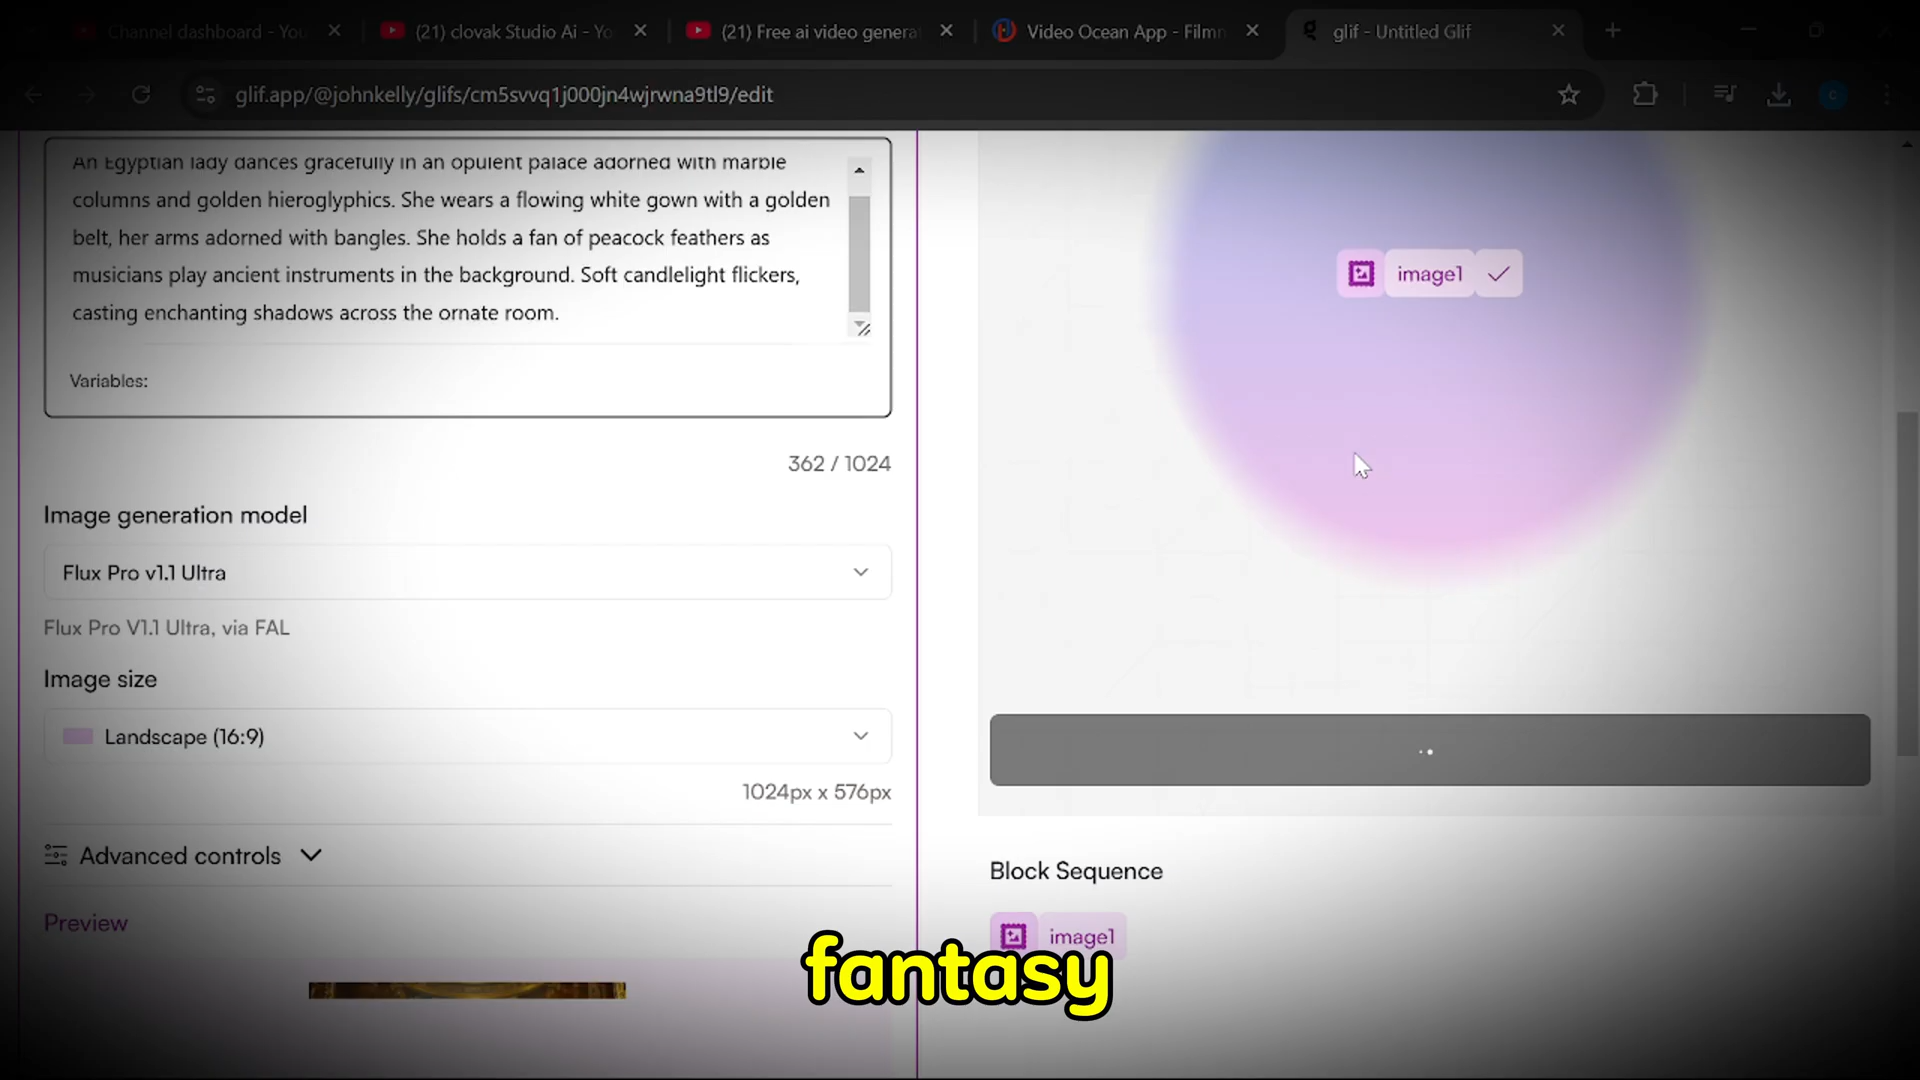 Channel dashboard - You
(21) clovak Studio Ai - Yo
(21) Free ai video genera
Video Ocean App - Filmm
glif - Untitled Glif
glif.app/@johnkelly/glifs/cm5svvq1j000jn4wjrwna9tl9/edit
An Egyptian lady dances gracefully in an opulent palace adorned with marble
columns and golden hieroglyphics. She wears a flowing white gown with a golden
belt, her arms adorned with bangles. She holds a fan of peacock feathers as
musicians play ancient instruments in the background. Soft candlelight flickers,
casting enchanting shadows across the ornate room.
Variables:
362 / 1024
Image generation model
Flux Pro v1.1 Ultra
Flux Pro V1.1 Ultra, via FAL
Image size
Landscape (16:9)
1024px x 576px
Advanced controls
Preview
image1
Block Sequence
image1
fantasy